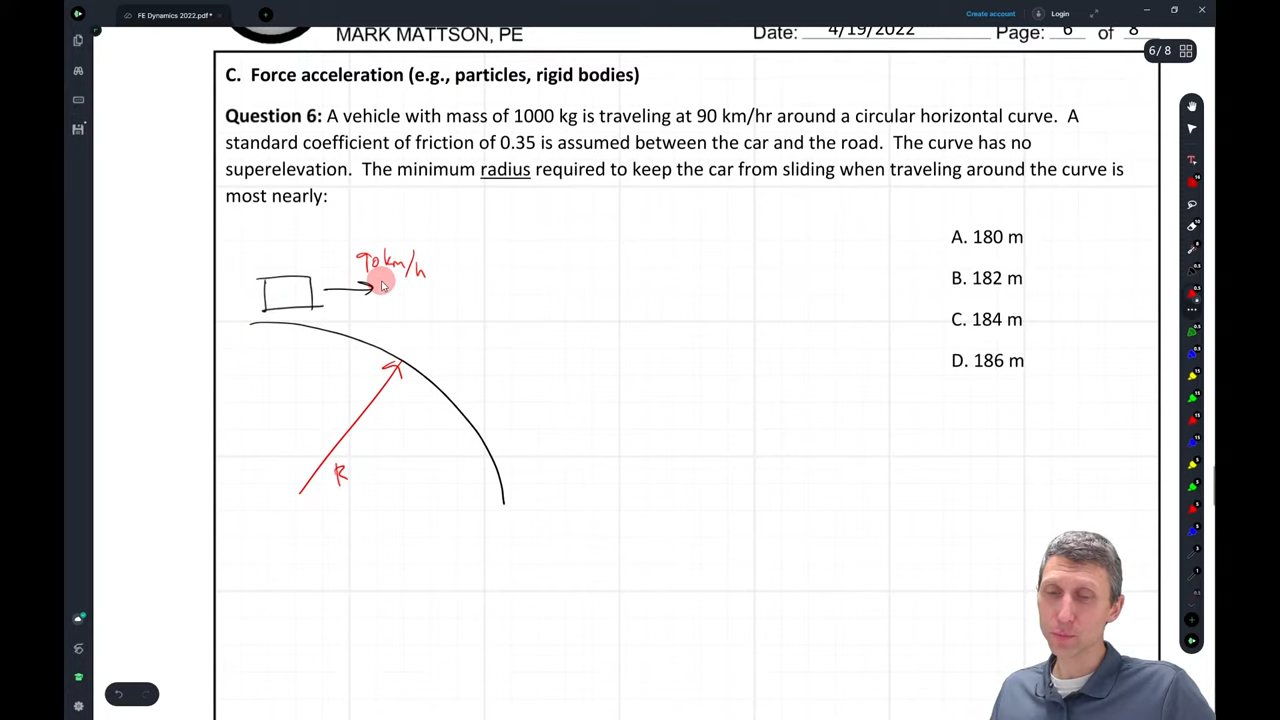 FE Dynamics 2022.pdf*
Create account
Login
MARK MATTSON, PE
Date: 4/19/2022 Page: 6 of 8
6/8
C. Force acceleration (e.g., particles, rigid bodies)
Question 6: A vehicle with mass of 1000 kg is traveling at 90 km/hr around a circular horizontal curve. A
standard coefficient of friction of 0.35 is assumed between the car and the road. The curve has no
superelevation. The minimum radius required to keep the car from sliding when traveling around the curve is
most nearly:
A. 180 m
90 km/h
B. 182 m
C. 184 m
D. 186 m
R